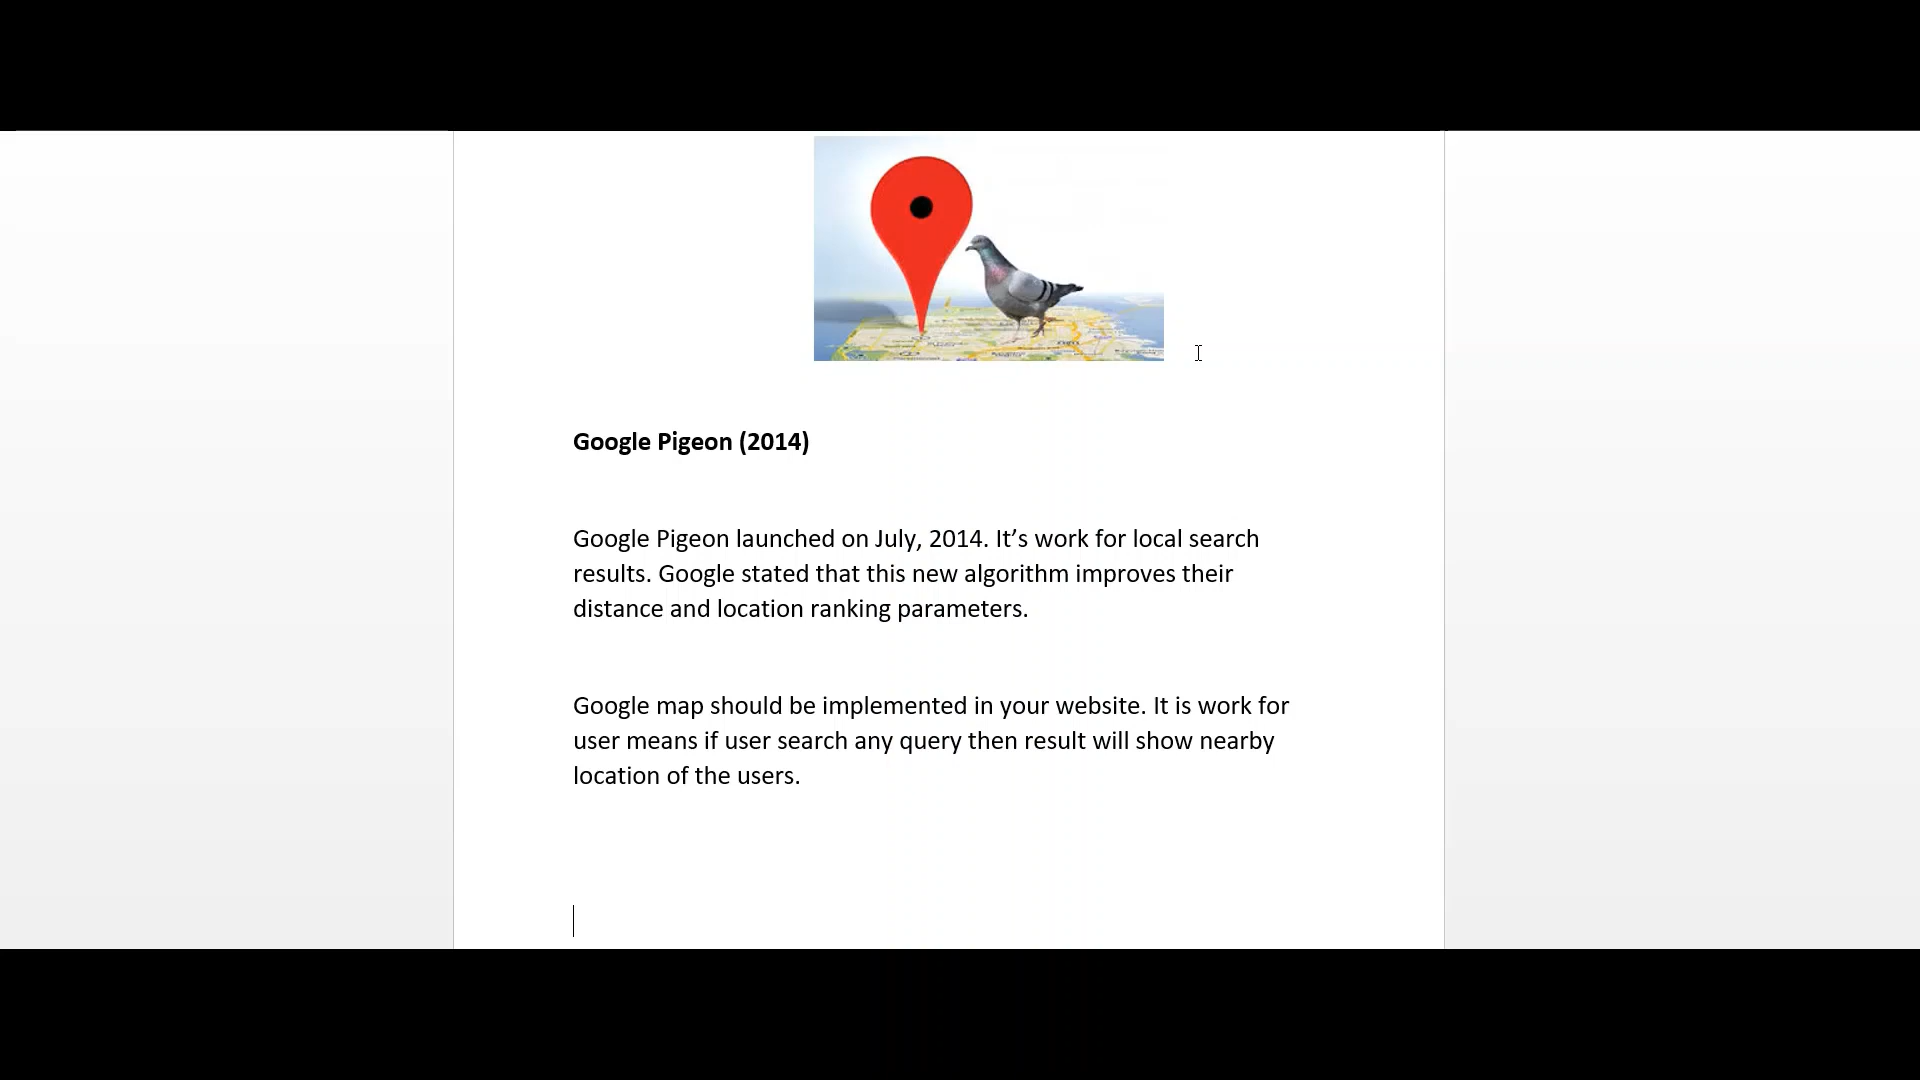 Google Pigeon (2014)
Google Pigeon launched on July, 2014. It’s work for local search
results. Google stated that this new algorithm improves their
distance and location ranking parameters.
Google map should be implemented in your website. It is work for
user means if user search any query then result will show nearby
location of the users.